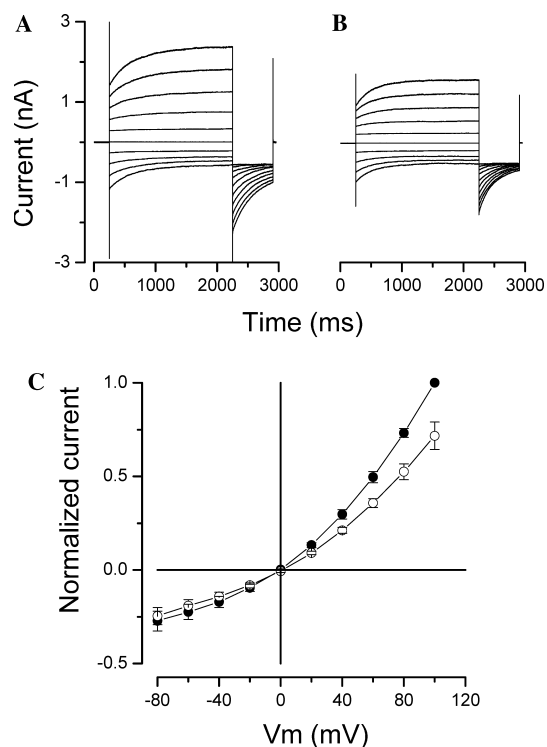 A
B
3
1
-1
-3
Current (nA)
0 1000 2000 3000
0 1000 2000 3000
Time (ms)
C
1.0
0.5
0.0
-0.5
Normalized current
-80 -40 0 40 80 120
Vm (mV)